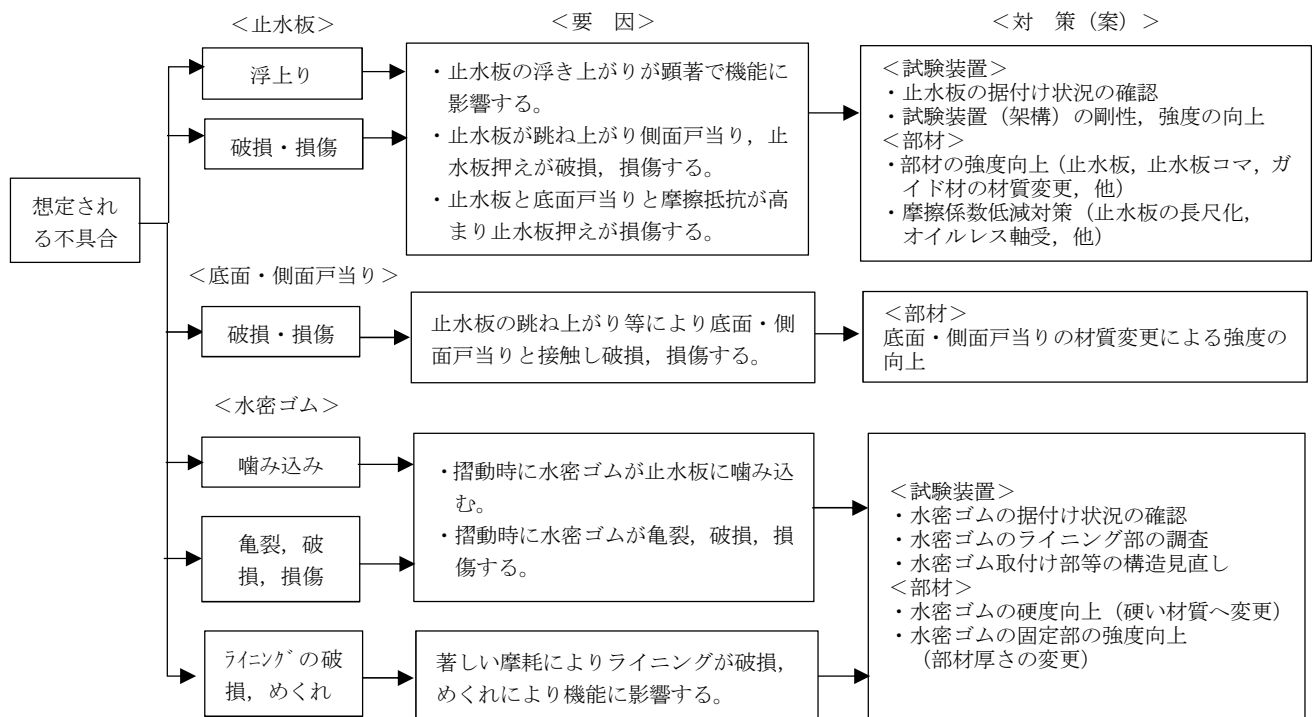 ＜止水板＞
＜要　因＞
＜対　策（案）＞
想定され
る不具合
浮上り
破損・損傷
・止水板の浮き上がりが顕著で機能に
影響する。
・止水板が跳ね上がり側面戸当り，止
水板押えが破損，損傷する。
・止水板と底面戸当りと摩擦抵抗が高
まり止水板押えが損傷する。
＜試験装置＞
・止水板の据付け状況の確認
・試験装置（架構）の剛性，強度の向上
＜部材＞
・部材の強度向上（止水板，止水板コマ，ガ
イド材の材質変更，他）
・摩擦係数低減対策（止水板の長尺化，
オイルレス軸受，他）
＜底面・側面戸当り＞
破損・損傷
止水板の跳ね上がり等により底面・側
面戸当りと接触し破損，損傷する。
＜部材＞
底面・側面戸当りの材質変更による強度の
向上
＜水密ゴム＞
噛み込み
亀裂，破
損，損傷
・摺動時に水密ゴムが止水板に噛み込
む。
・摺動時に水密ゴムが亀裂，破損，損
傷する。
ﾗｲﾆﾝｸﾞの破
損，めくれ
著しい摩耗によりライニングが破損，
めくれにより機能に影響する。
＜試験装置＞
・水密ゴムの据付け状況の確認
・水密ゴムのライニング部の調査
・水密ゴム取付け部等の構造見直し
＜部材＞
・水密ゴムの硬度向上（硬い材質へ変更）
・水密ゴムの固定部の強度向上
（部材厚さの変更）